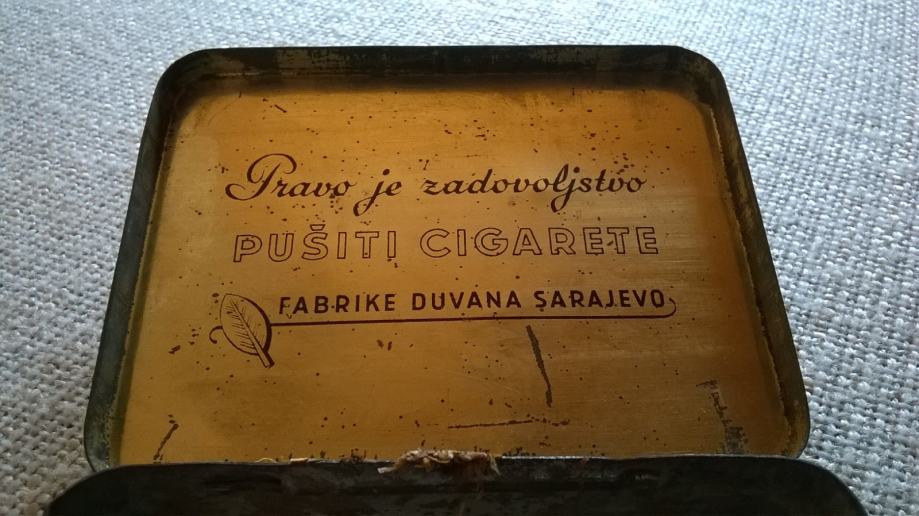 Pravo je zadovoljstvo
PUŠITI CIGARETE
FABRIKE DUVANA SARAJEVO